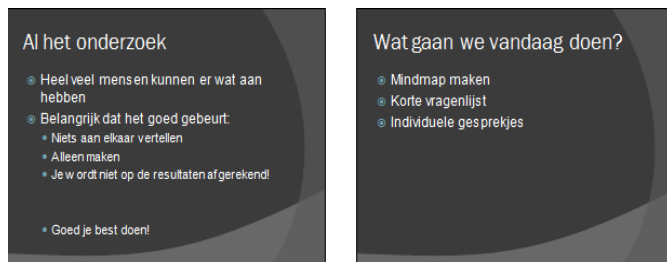 Al het onderzoek
Heel veel mensen kunnen er wat aan
hebben
Belangrijk dat het goed gebeurt:
Niets aan elkaar vertellen
Alleen maken
Je wordt niet op de resultaten afgerekend!
Goed je best doen!
Wat gaan we vandaag doen?
Mindmap maken
Korte vragenlijst
Individuele gesprekjes